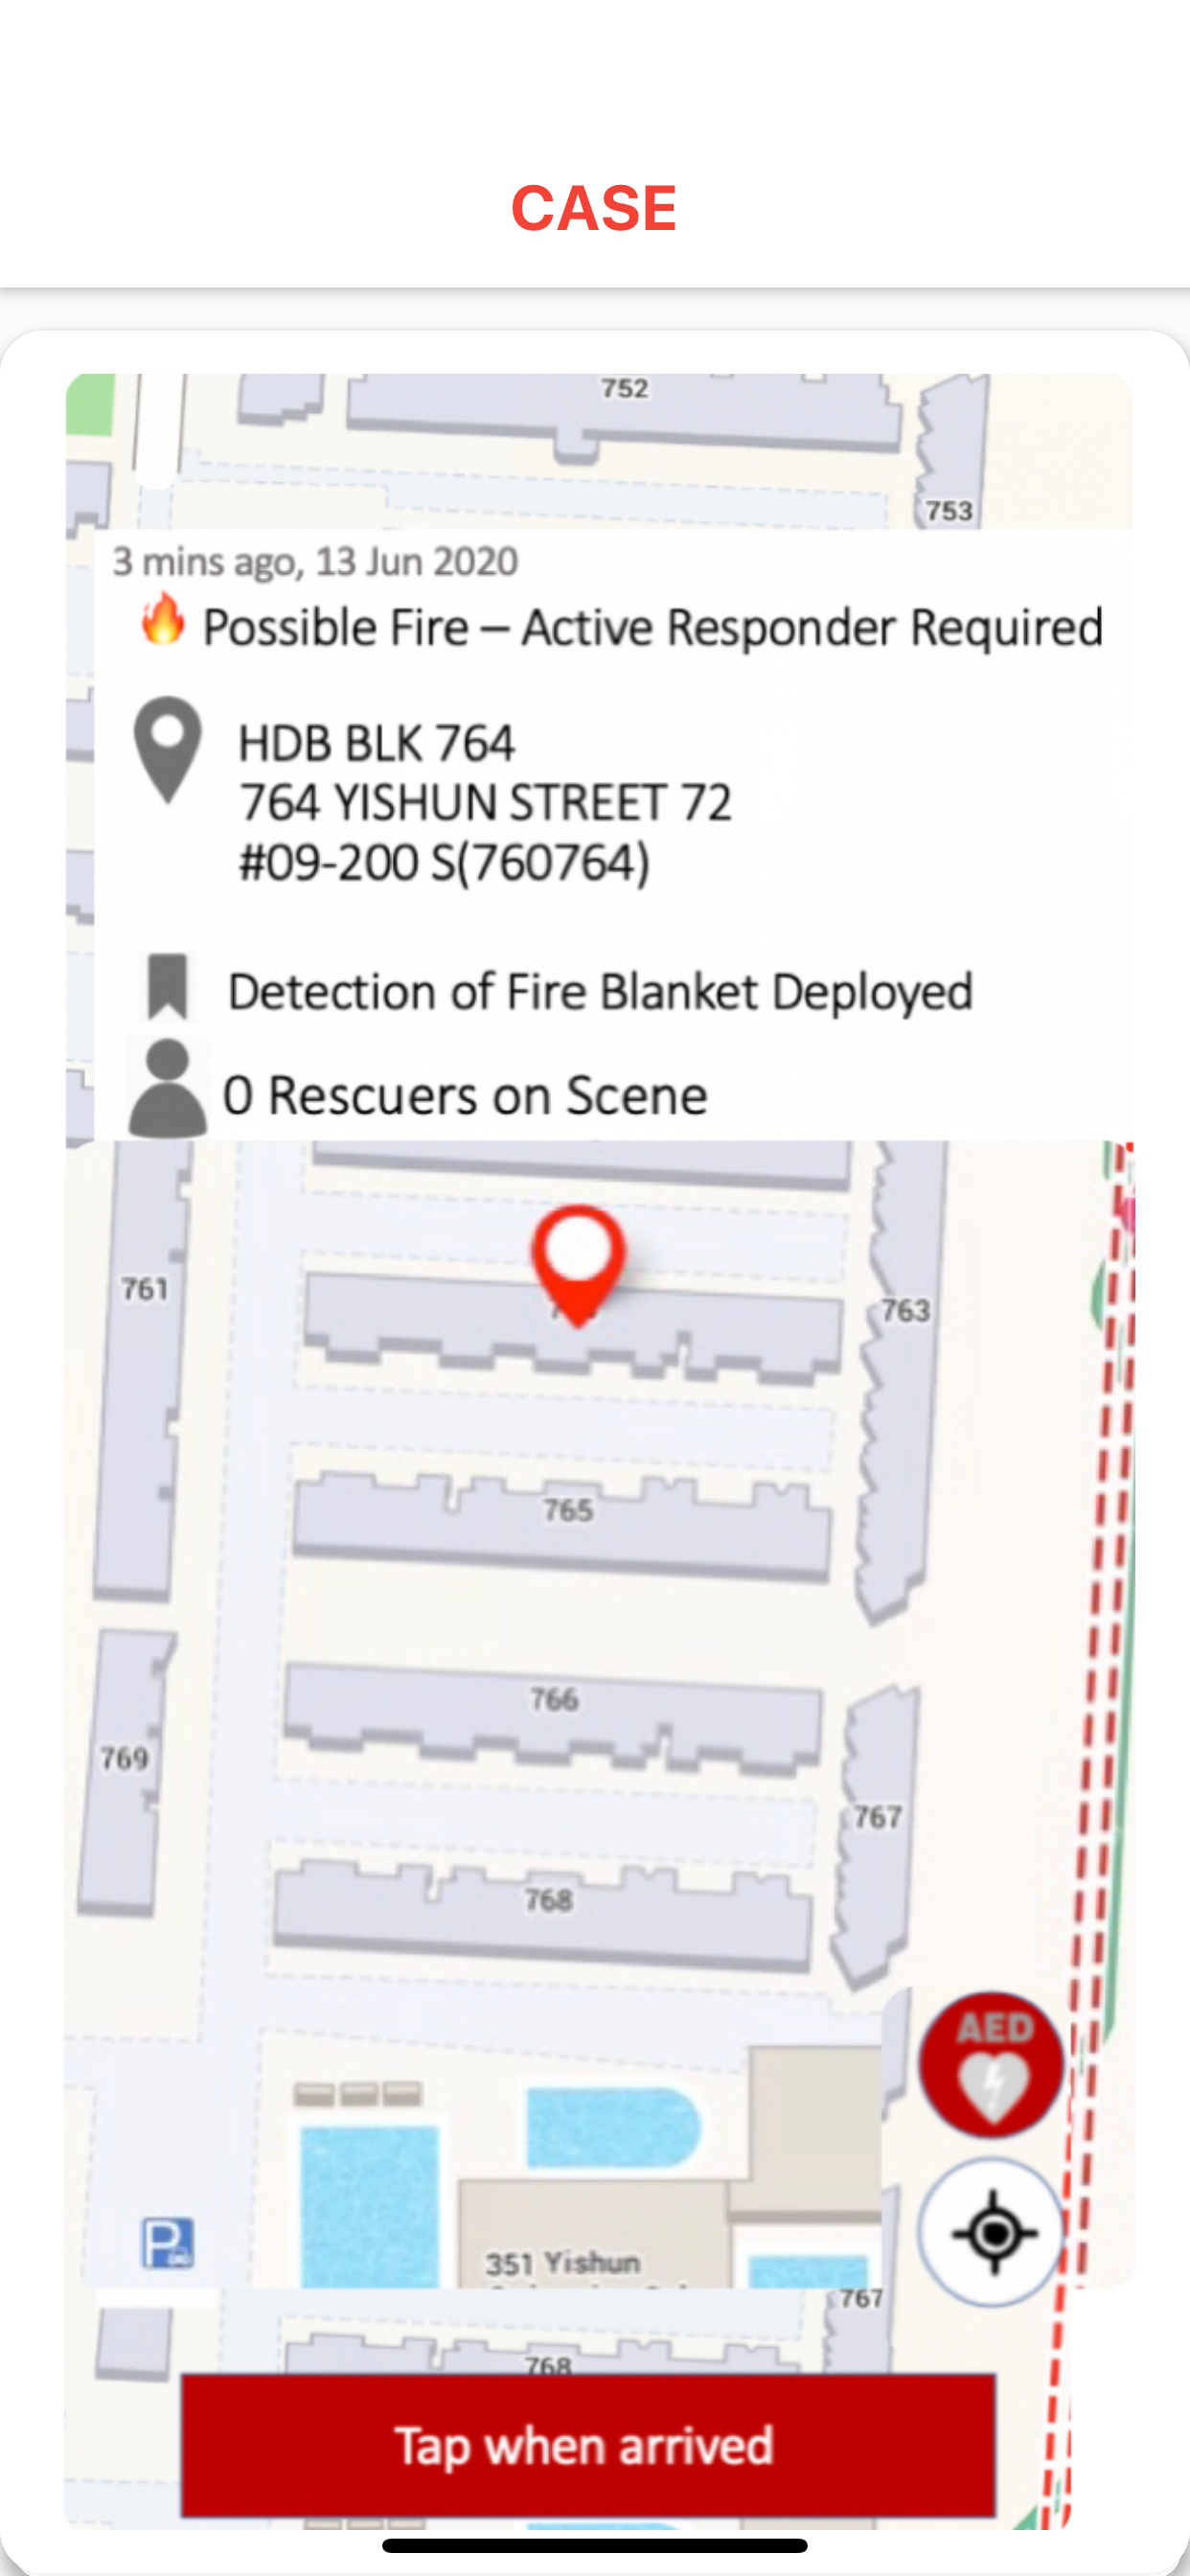 CASE
752
753
3 mins ago, 13 Jun 2020
Possible Fire – Active Responder Required
HDB BLK 764
764 YISHUN STREET 72
#09-200 S(760764)
Detection of Fire Blanket Deployed
0 Rescuers on Scene
761
763
765
766
769
767
768
AED
P
351 Yishun
767
768
Tap when arrived